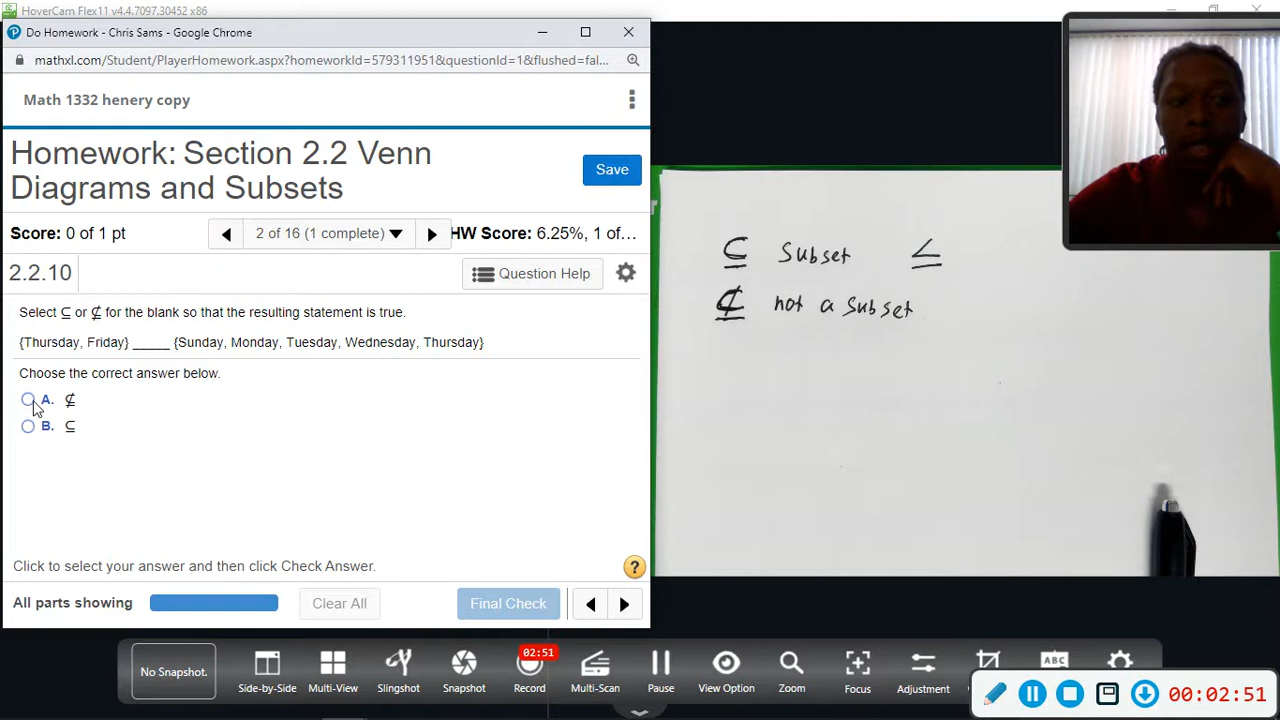 HoverCam Flex11 v4.4.7097.30452 x86
Do Homework - Chris Sams - Google Chrome
mathxl.com/Student/PlayerHomework.aspx?homeworkId=579311951&questionId=1&flushed=fal...
Math 1332 henery copy
Homework: Section 2.2 Venn
Diagrams and Subsets
Save
Score: 0 of 1 pt
2 of 16 (1 complete)
HW Score: 6.25%, 1 of...
2.2.10
Question Help
Select ⊆ or ⊈ for the blank so that the resulting statement is true.
{Thursday, Friday} _____ {Sunday, Monday, Tuesday, Wednesday, Thursday}
Choose the correct answer below.
A. ⊈
B. ⊆
Click to select your answer and then click Check Answer.
?
All parts showing
Clear All
Final Check
⊆ Subset ≤
⊈ not a subset
No Snapshot.
02:51
ABC
Side-by-Side
Multi-View
Slingshot
Snapshot
Record
Multi-Scan
Pause
View Option
Zoom
Focus
Adjustment
00:02:51